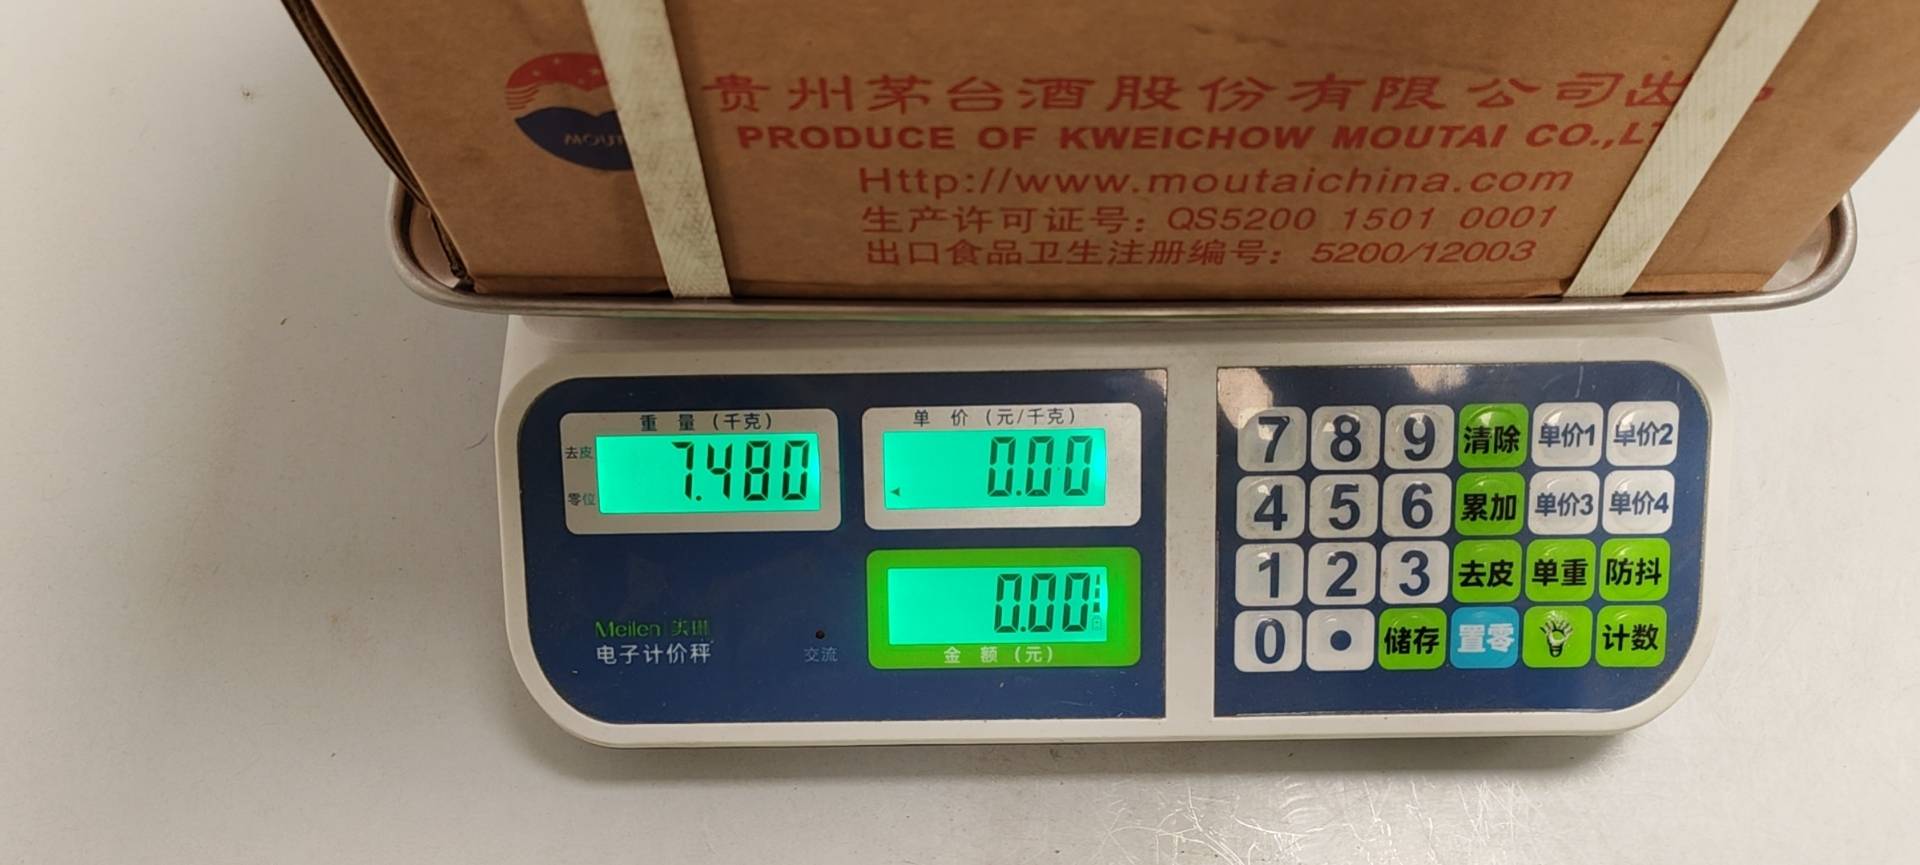 贵州茅台酒股份有限公司出
PRODUCE OF KWEICHOW MOUTAI CO.,LT
Http://www.moutaichina.com
生产许可证号：QS5200 1501 0001
出口食品卫生注册编号：5200/12003
重 量（千克）
去皮
7.480
零位
单 价（元/千克）
0.00
0.00
金 额（元）
Meilen 美琳
电子计价秤
交流
7 8 9 清除 单价1 单价2
4 5 6 累加 单价3 单价4
1 2 3 去皮 单重 防抖
0 • 储存 置零 计数